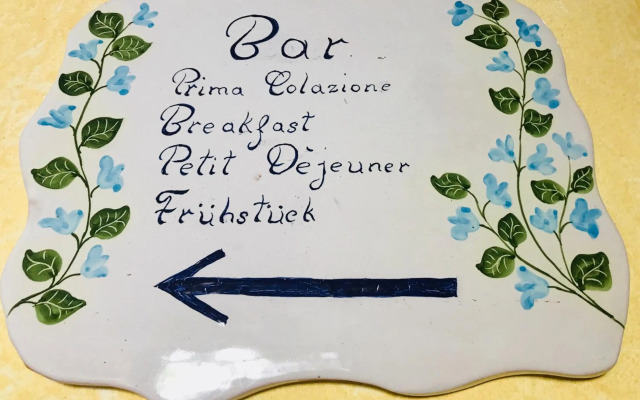 Bar
Prima Colazione
Breakfast
Petit Dèjeuner
Frühstück